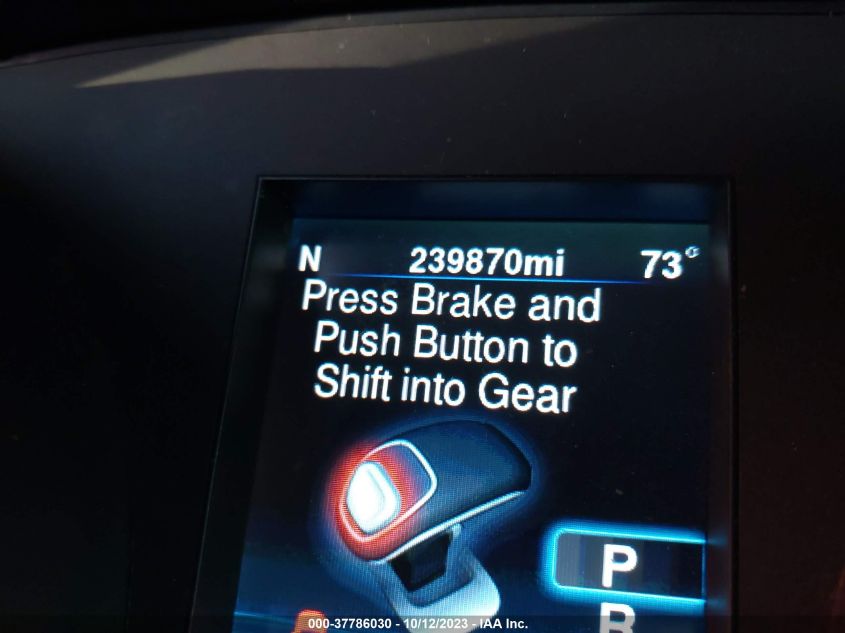 N 239870mi 73°
Press Brake and
Push Button to
Shift into Gear
P
R
000-37786030 - 10/12/2023 - IAA Inc.